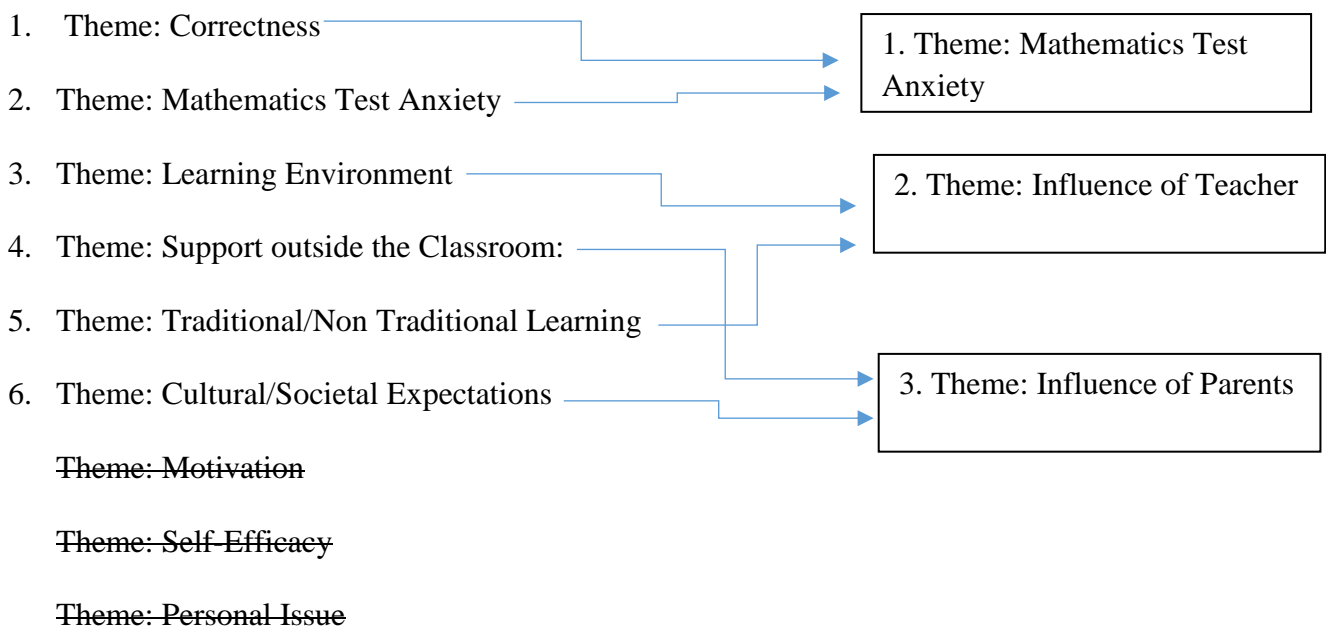 1. Theme: Correctness
2. Theme: Mathematics Test Anxiety
3. Theme: Learning Environment
4. Theme: Support outside the Classroom:
5. Theme: Traditional/Non Traditional Learning
6. Theme: Cultural/Societal Expectations
Theme: Motivation
Theme: Self-Efficacy
Theme: Personal Issue
1. Theme: Mathematics Test
Anxiety
2. Theme: Influence of Teacher
3. Theme: Influence of Parents